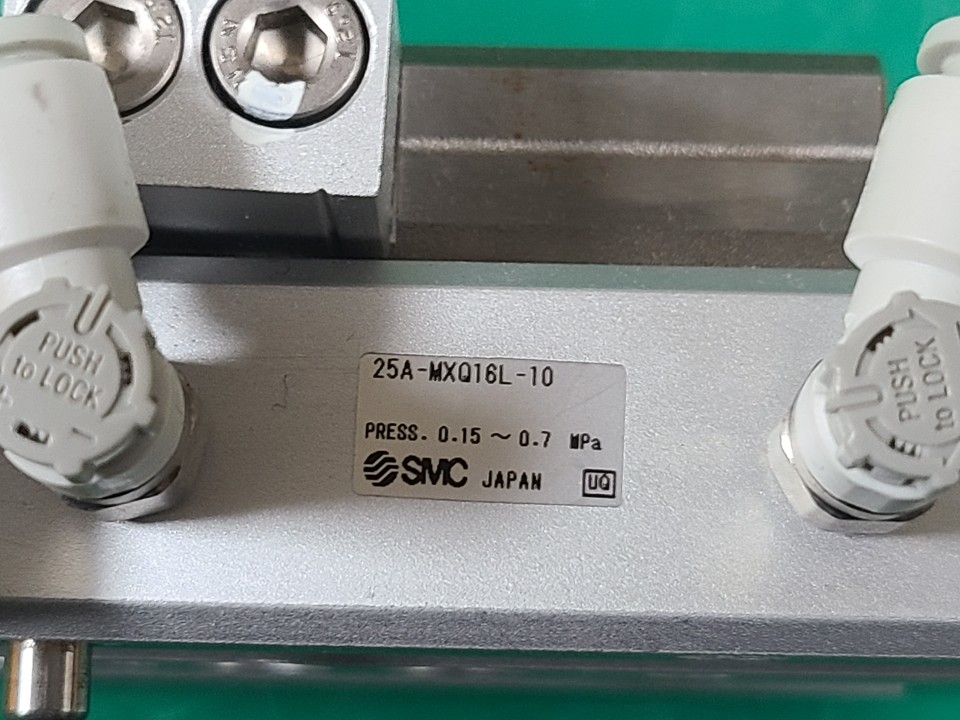 25A-MXQ16L-10
PRESS. 0.15 ~ 0.7 MPa
SMC JAPAN UQ
PUSH
to LOCK
PUSH
to LOCK